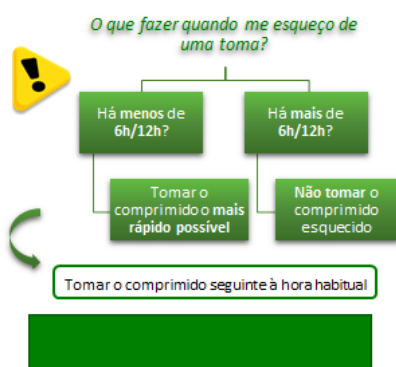 O que fazer quando me esqueço de
uma toma?
Há menos de
6h/12h?
Há mais de
6h/12h?
Tomar o
comprimido o mais
rápido possível
Não tomar o
comprimido
esquecido
Tomar o comprimido seguinte à hora habitual